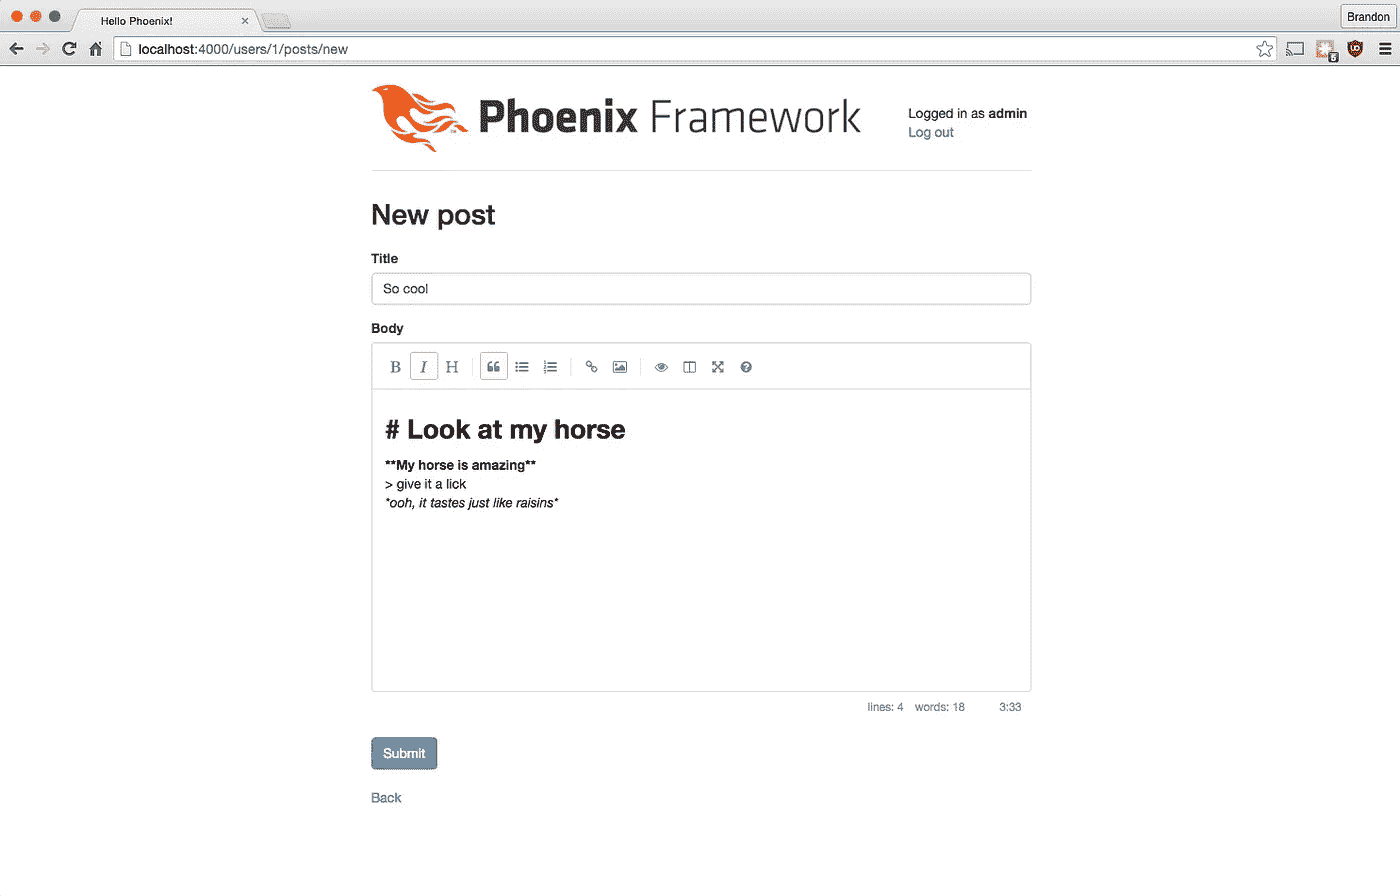 Hello Phoenix!
Brandon
localhost:4000/users/1/posts/new
Phoenix Framework
Logged in as admin
Log out
New post
Title
So cool
Body
B I H
# Look at my horse
**My horse is amazing**
> give it a lick
*ooh, it tastes just like raisins*
lines: 4 words: 18 3:33
Submit
Back